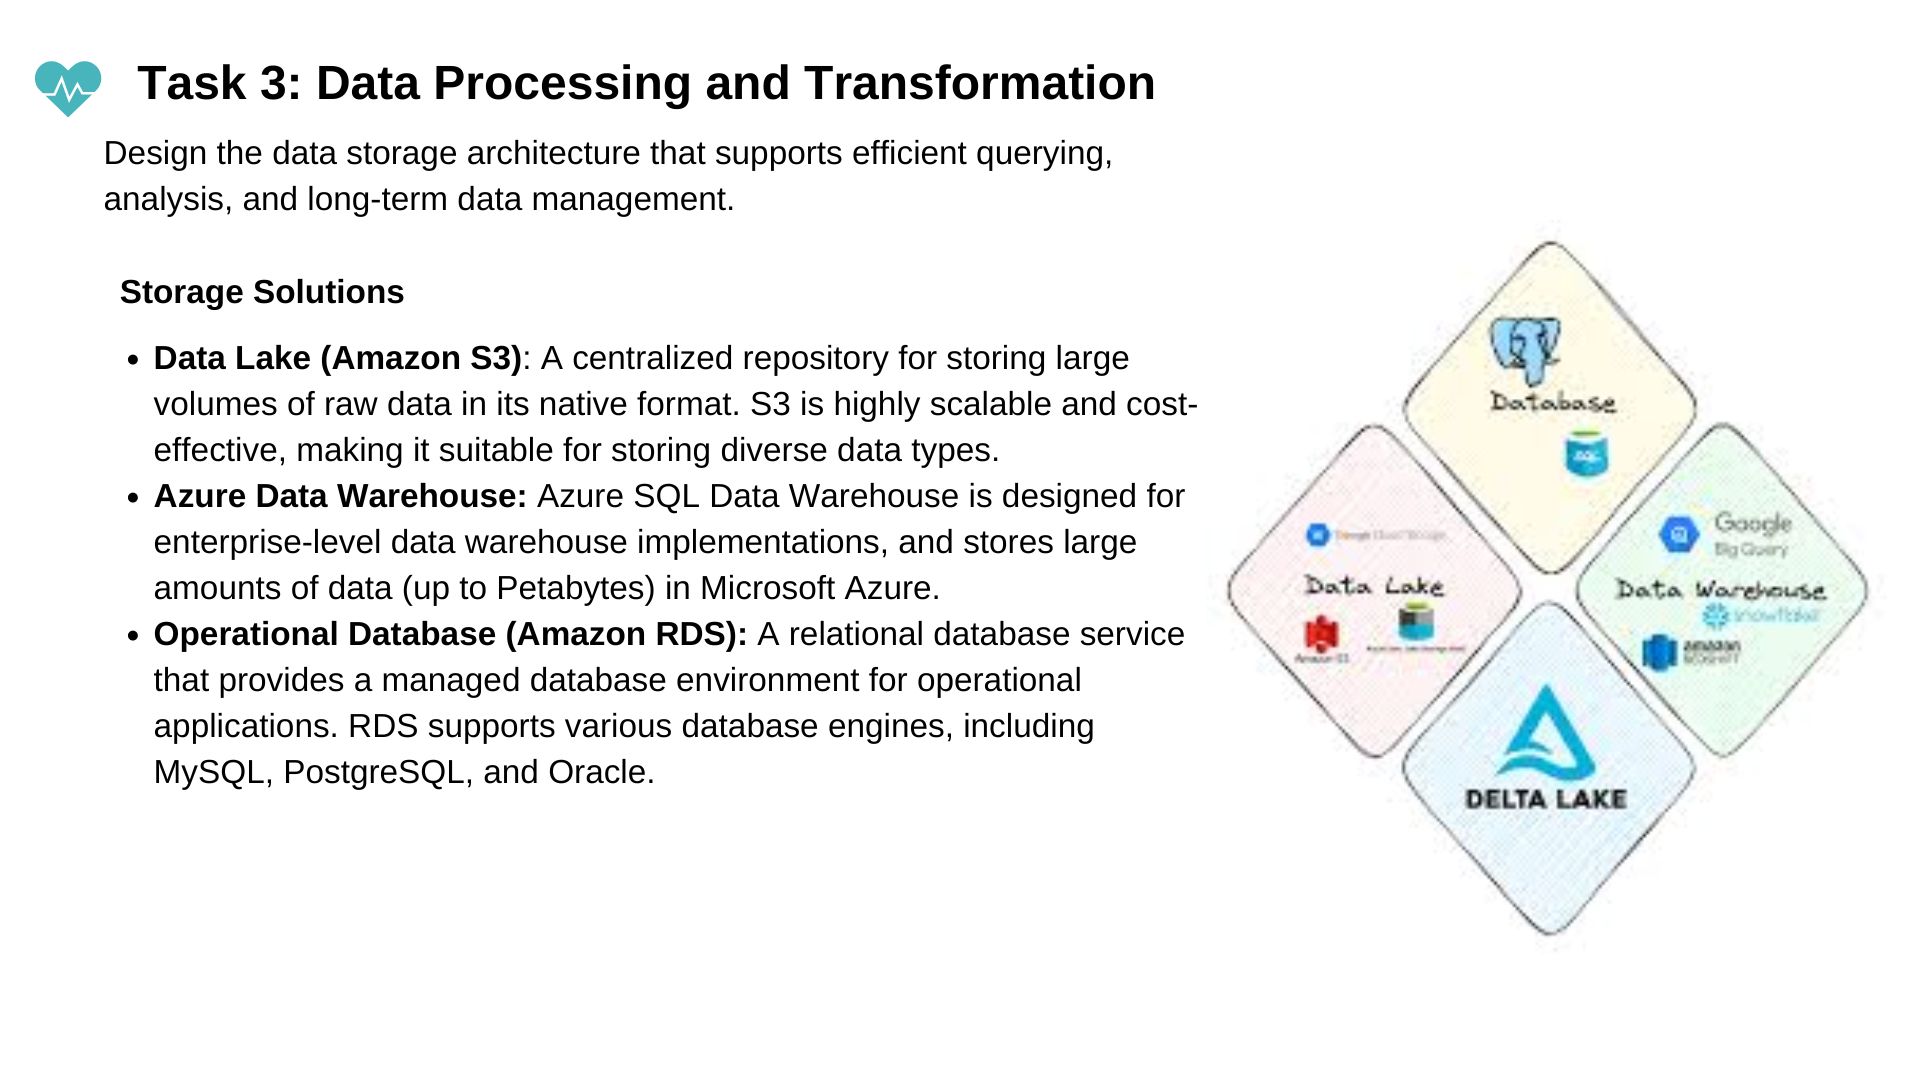 Task 3: Data Processing and Transformation
Design the data storage architecture that supports efficient querying,
analysis, and long-term data management.
Storage Solutions
• Data Lake (Amazon S3): A centralized repository for storing large
volumes of raw data in its native format. S3 is highly scalable and cost-
effective, making it suitable for storing diverse data types.
• Azure Data Warehouse: Azure SQL Data Warehouse is designed for
enterprise-level data warehouse implementations, and stores large
amounts of data (up to Petabytes) in Microsoft Azure.
• Operational Database (Amazon RDS): A relational database service
that provides a managed database environment for operational
applications. RDS supports various database engines, including
MySQL, PostgreSQL, and Oracle.
Database
SQL
Google Cloud Storage
Data Lake
Amazon S3
Google
Big Query
Data Warehouse
snowflake
amazon
REDSHIFT
DELTA LAKE